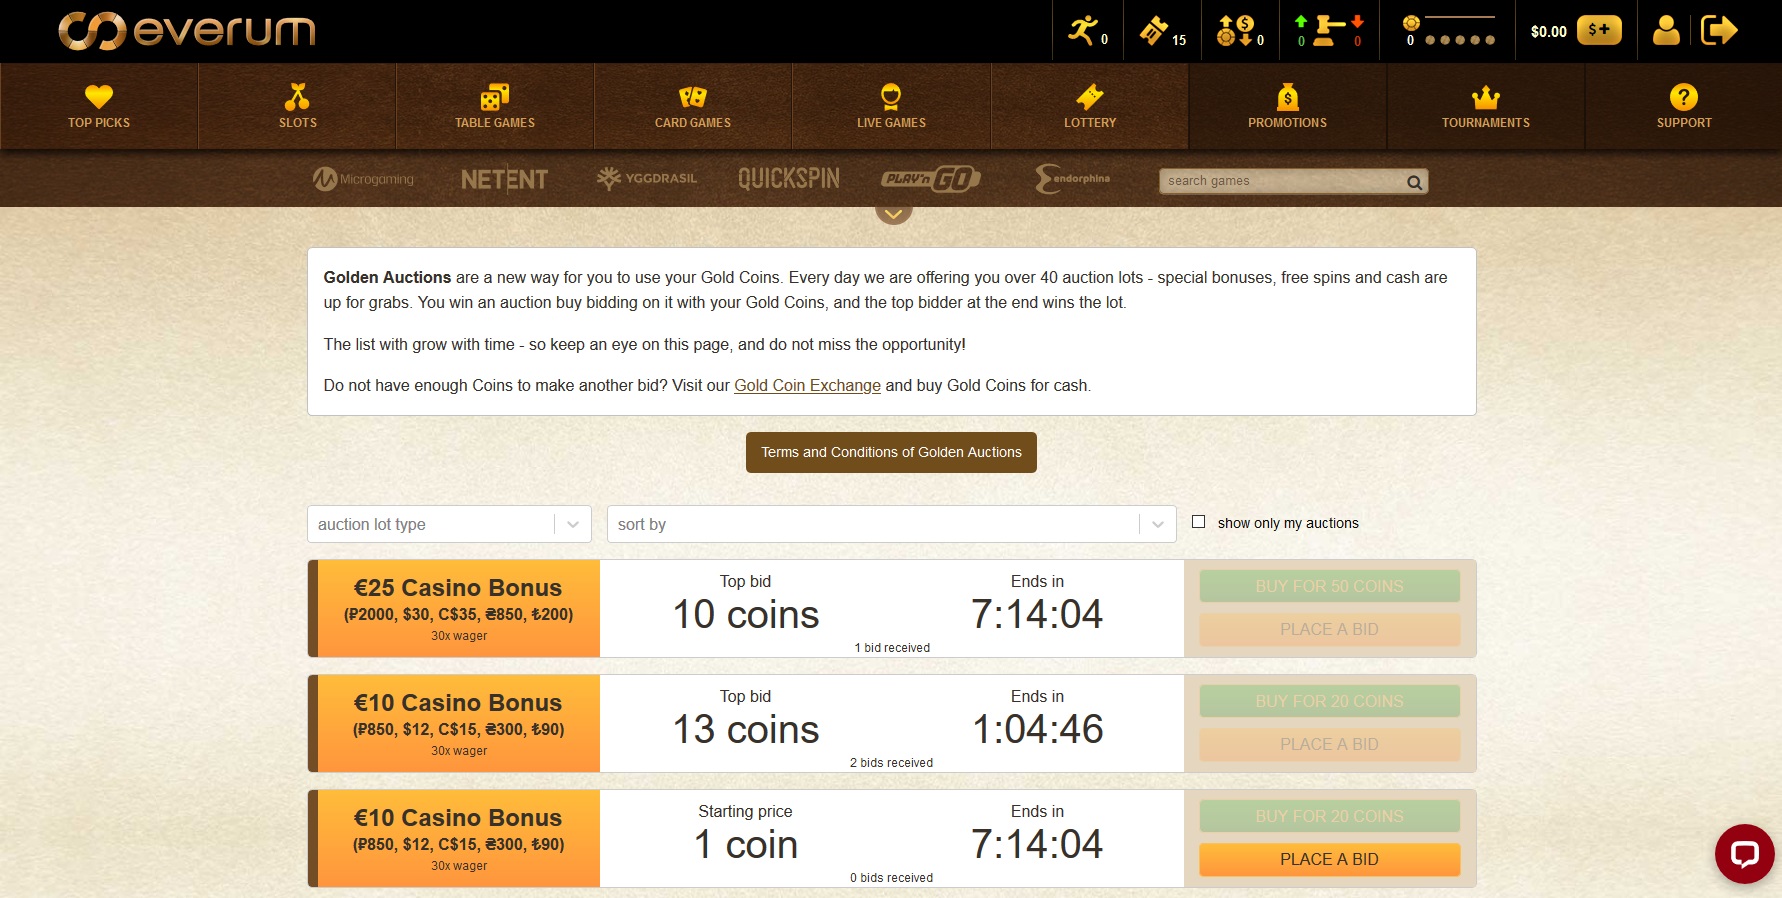 everum
0
15
0
0
0
0
$0.00
$+
TOP PICKS
SLOTS
TABLE GAMES
CARD GAMES
LIVE GAMES
LOTTERY
PROMOTIONS
TOURNAMENTS
SUPPORT
Microgaming
NETENT
YGGDRASIL
QUICKSPIN
PLAY'n GO
endorphina
search games
Golden Auctions are a new way for you to use your Gold Coins. Every day we are offering you over 40 auction lots - special bonuses, free spins and cash are
up for grabs. You win an auction buy bidding on it with your Gold Coins, and the top bidder at the end wins the lot.
The list with grow with time - so keep an eye on this page, and do not miss the opportunity!
Do not have enough Coins to make another bid? Visit our Gold Coin Exchange and buy Gold Coins for cash.
Terms and Conditions of Golden Auctions
auction lot type
sort by
show only my auctions
€25 Casino Bonus
(₽2000, $30, C$35, ₴850, ₺200)
30x wager
Top bid
10 coins
1 bid received
Ends in
7:14:04
BUY FOR 50 COINS
PLACE A BID
€10 Casino Bonus
(₽850, $12, C$15, ₴300, ₺90)
30x wager
Top bid
13 coins
2 bids received
Ends in
1:04:46
BUY FOR 20 COINS
PLACE A BID
€10 Casino Bonus
(₽850, $12, C$15, ₴300, ₺90)
30x wager
Starting price
1 coin
0 bids received
Ends in
7:14:04
BUY FOR 20 COINS
PLACE A BID